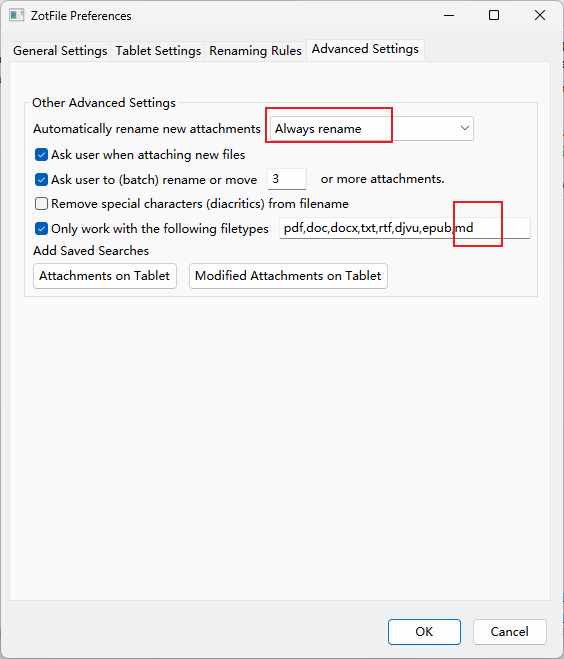 ZotFile Preferences
General Settings Tablet Settings Renaming Rules Advanced Settings
Other Advanced Settings
Automatically rename new attachments Always rename
Ask user when attaching new files
Ask user to (batch) rename or move 3 or more attachments.
Remove special characters (diacritics) from filename
Only work with the following filetypes pdf,doc,docx,txt,rtf,djvu,epub,md
Add Saved Searches
Attachments on Tablet Modified Attachments on Tablet
OK Cancel